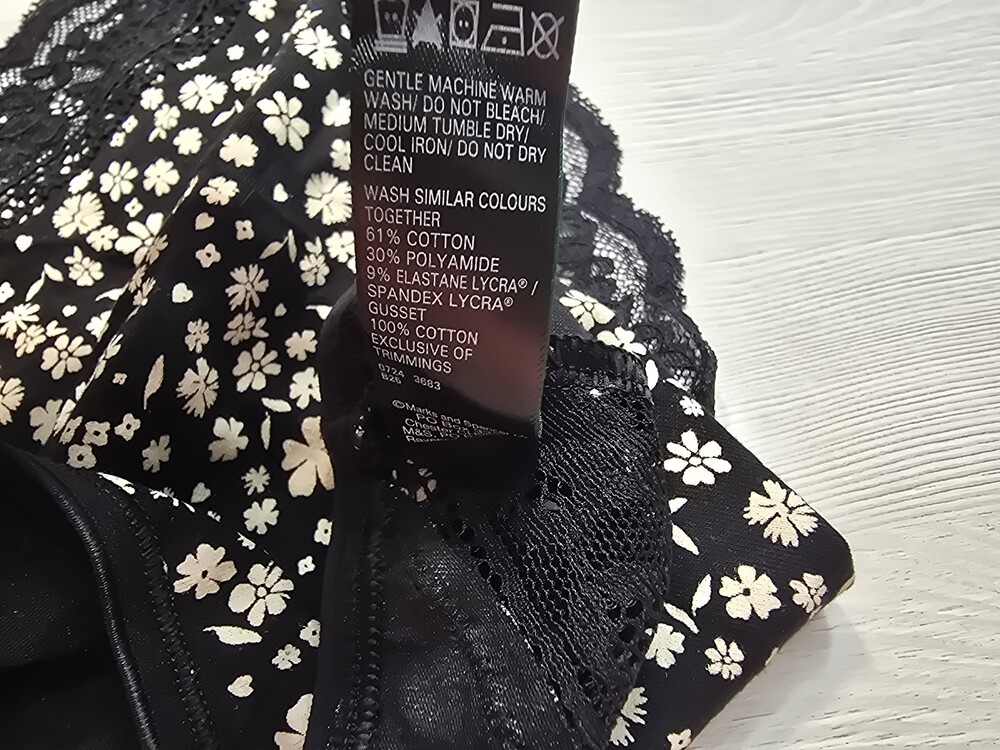 GENTLE MACHINE WARM
WASH/ DO NOT BLEACH/
MEDIUM TUMBLE DRY/
COOL IRON/ DO NOT DRY
CLEAN
WASH SIMILAR COLOURS
TOGETHER
61% COTTON
30% POLYAMIDE
9% ELASTANE LYCRA® /
SPANDEX LYCRA®
GUSSET
100% COTTON
EXCLUSIVE OF
TRIMMINGS
0724 3683
B26
©Marks and
PO
M&S,